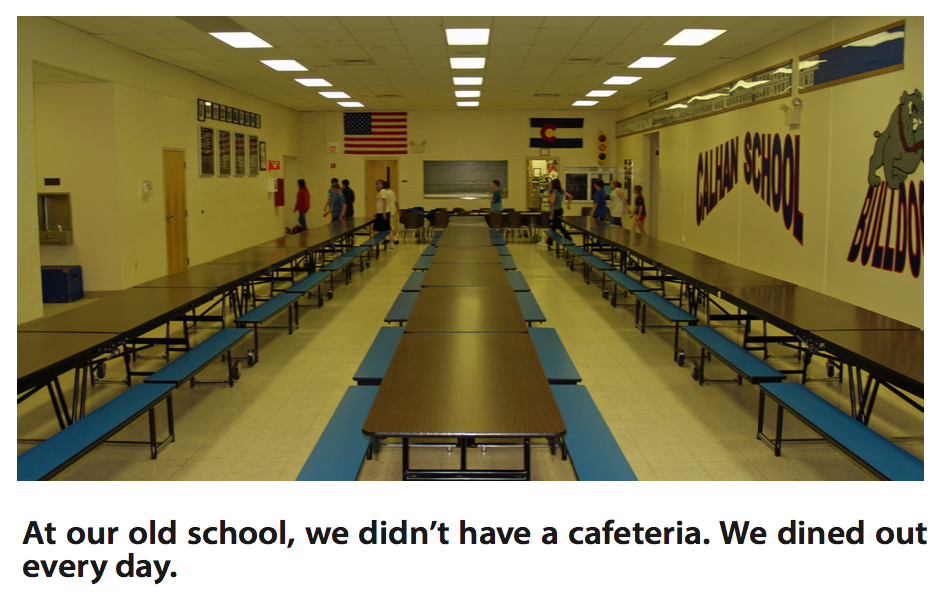 CALHAN SCHOOL
BULLDO
At our old school, we didn’t have a cafeteria. We dined out
every day.